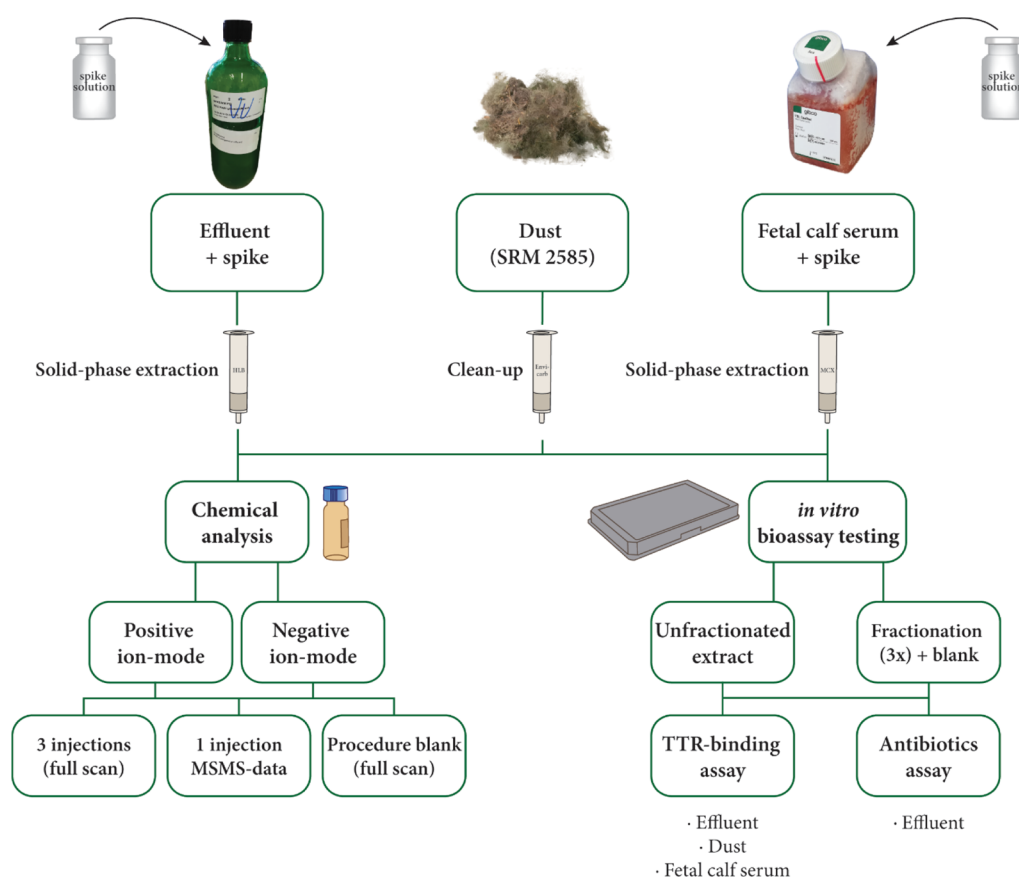 spike
solution
spike
solution
gibco
Effluent
+ spike
Dust
(SRM 2585)
Fetal calf serum
+ spike
Solid-phase extraction
HLB
Clean-up
Envi-
carb
Solid-phase extraction
MCX
Chemical
analysis
in vitro
bioassay testing
Positive
ion-mode
Negative
ion-mode
Unfractionated
extract
Fractionation
(3x) + blank
3 injections
(full scan)
1 injection
MSMS-data
Procedure blank
(full scan)
TTR-binding
assay
Antibiotics
assay
· Effluent
· Dust
· Fetal calf serum
· Effluent